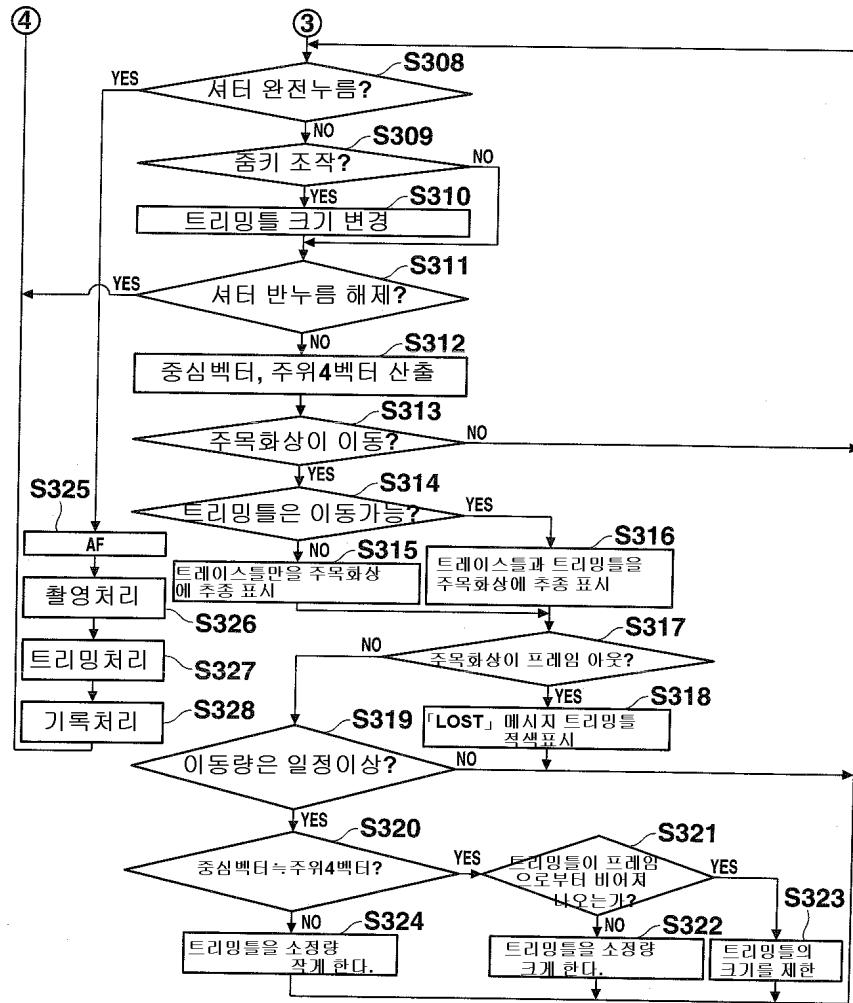 ④
③
S308
YES
셔터 완전누름?
NO
S309
줌키 조작?
NO
YES
S310
트리밍틀 크기 변경
S311
YES
셔터 반누름 해제?
NO
S312
중심벡터, 주위4벡터 산출
S313
주목화상이 이동?
NO
YES
S314
트리밍틀은 이동가능?
YES
S325
AF
NO
S315
트레이스틀만을 주목화상
에 추종 표시
S316
트레이스틀과 트리밍틀을
주목화상에 추종 표시
촬영처리
S326
S317
NO
주목화상이 프레임 아웃?
트리밍처리
S327
YES
S318
「LOST」 메시지 트리밍틀
적색표시
기록처리
S328
S319
이동량은 일정이상?
NO
YES
S320
중심벡터≒주위4벡터?
YES
S321
트리밍틀이 프레임
으로부터 비어져
나오는가?
YES
S323
트리밍틀의
크기를 제한
NO
S324
트리밍틀을 소정량
작게 한다.
NO
S322
트리밍틀을 소정량
크게 한다.